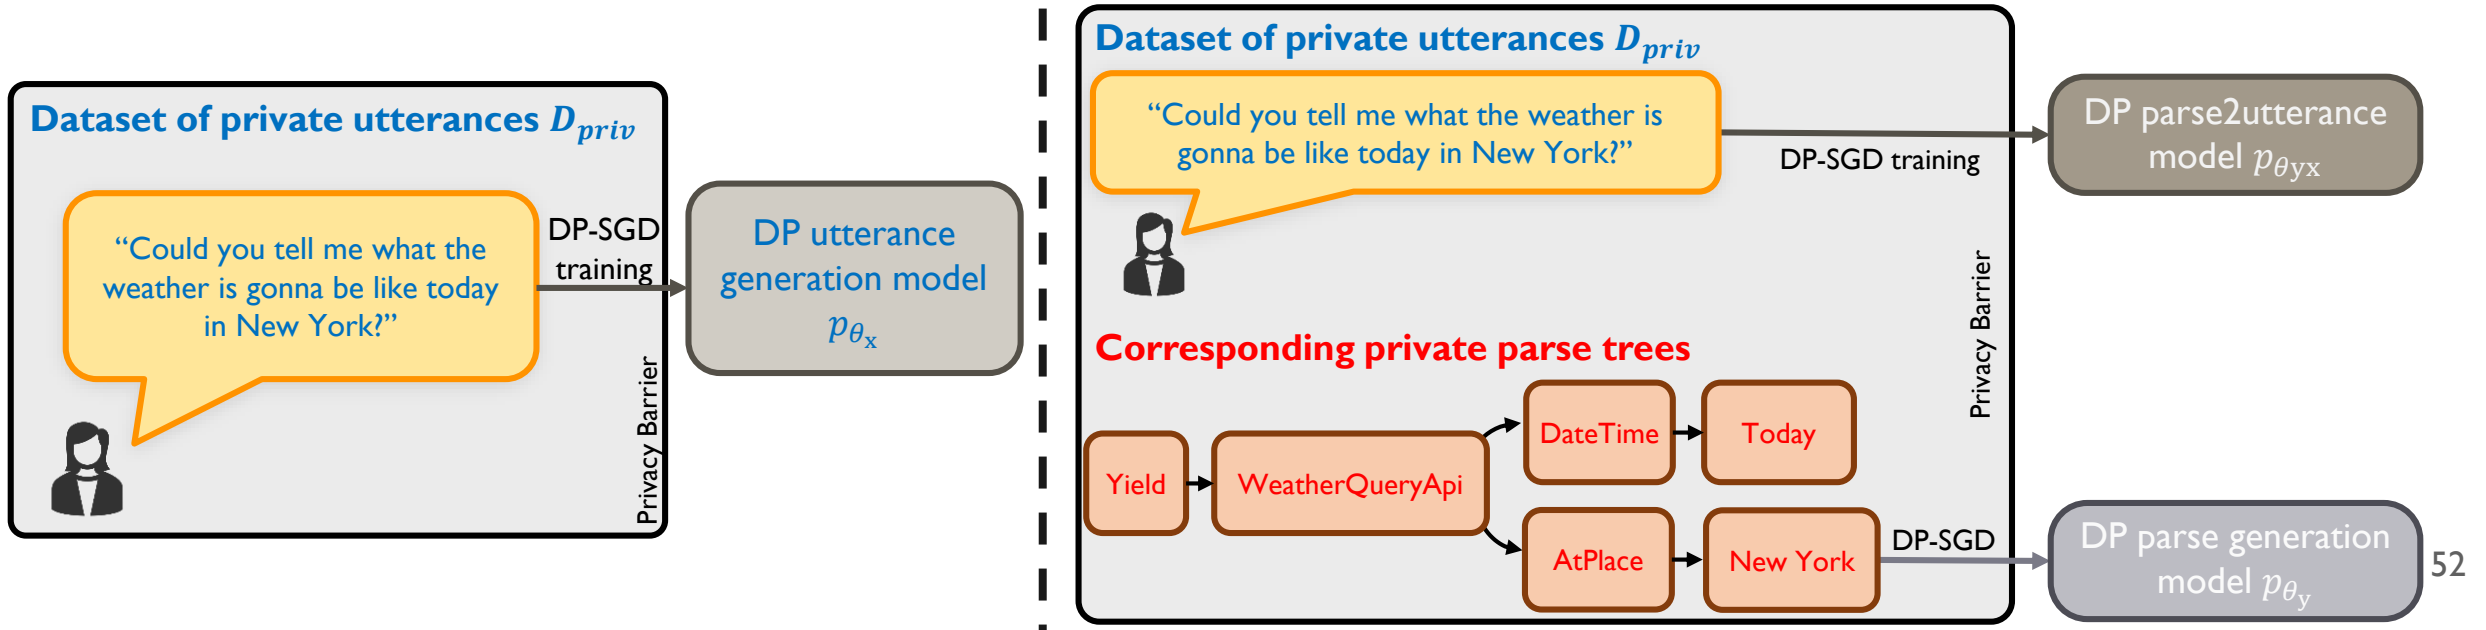 Dataset of private utterances D_priv
“Could you tell me what the
weather is gonna be like today
in New York?”
DP-SGD
training
Privacy Barrier
DP utterance
generation model
p_θ_x
Dataset of private utterances D_priv
“Could you tell me what the weather is
gonna be like today in New York?”
DP-SGD training
DP parse2utterance
model p_θyx
Privacy Barrier
Corresponding private parse trees
Yield
WeatherQueryApi
DateTime
Today
AtPlace
New York
DP-SGD
DP parse generation
model p_θ_y
52